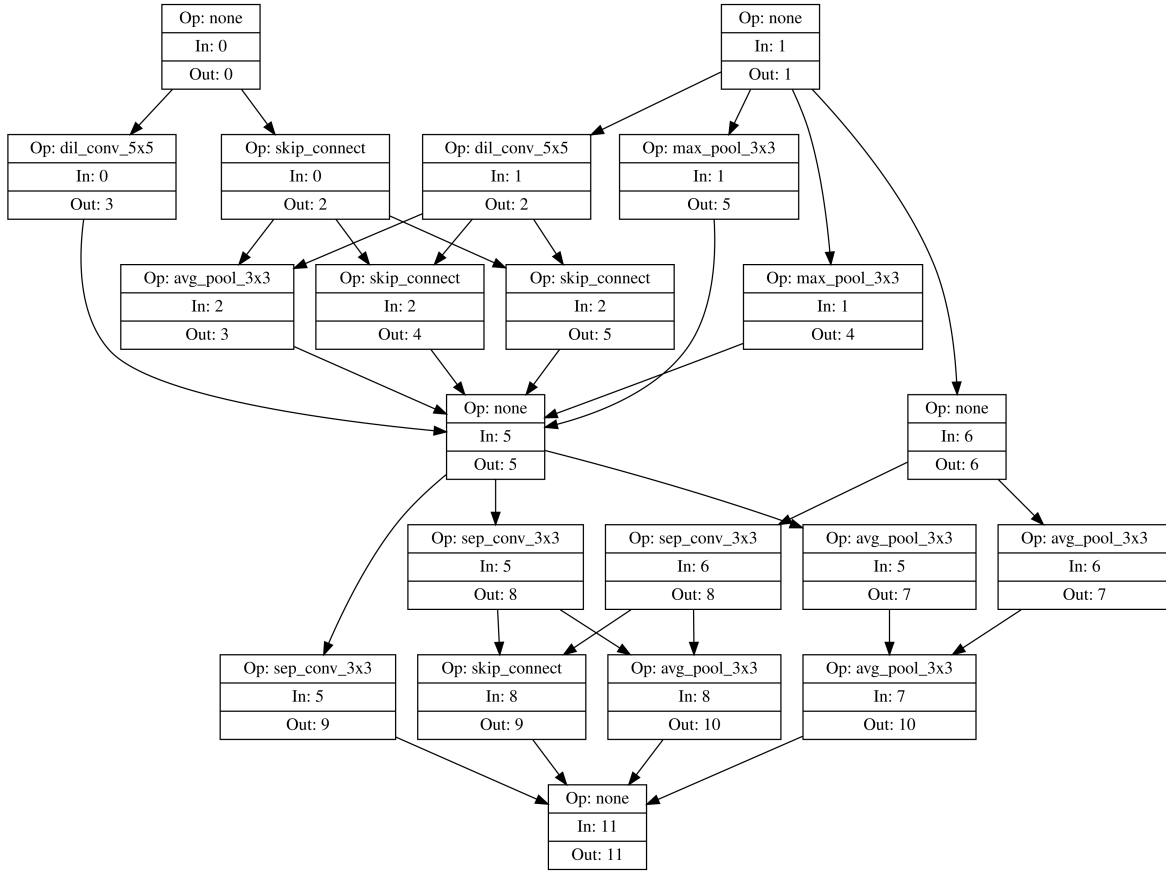 Op: none
In: 0
Out: 0
Op: none
In: 1
Out: 1
Op: dil_conv_5x5
In: 0
Out: 3
Op: skip_connect
In: 0
Out: 2
Op: dil_conv_5x5
In: 1
Out: 2
Op: max_pool_3x3
In: 1
Out: 5
Op: avg_pool_3x3
In: 2
Out: 3
Op: skip_connect
In: 2
Out: 4
Op: skip_connect
In: 2
Out: 5
Op: max_pool_3x3
In: 1
Out: 4
Op: none
In: 5
Out: 5
Op: none
In: 6
Out: 6
Op: sep_conv_3x3
In: 5
Out: 8
Op: sep_conv_3x3
In: 6
Out: 8
Op: avg_pool_3x3
In: 5
Out: 7
Op: avg_pool_3x3
In: 6
Out: 7
Op: sep_conv_3x3
In: 5
Out: 9
Op: skip_connect
In: 8
Out: 9
Op: avg_pool_3x3
In: 8
Out: 10
Op: avg_pool_3x3
In: 7
Out: 10
Op: none
In: 11
Out: 11